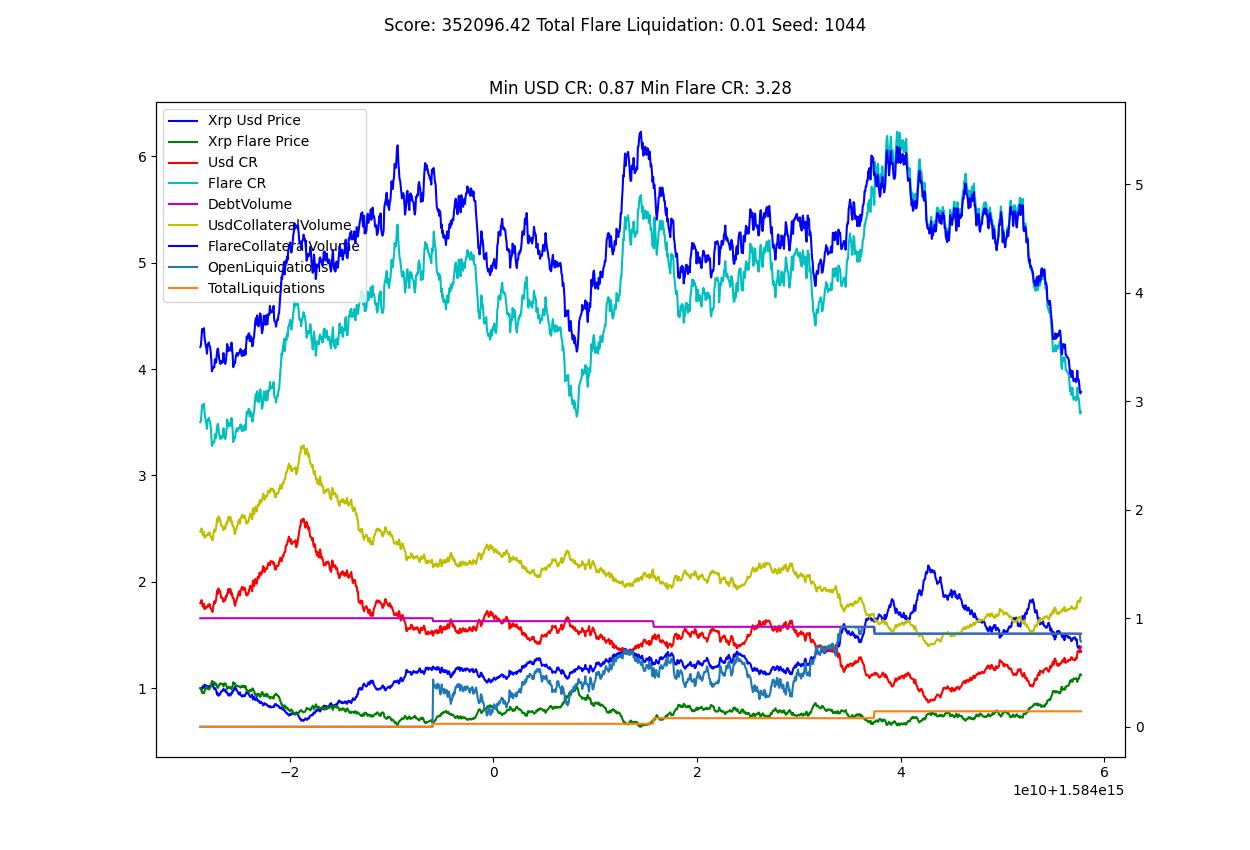 Score: 352096.42 Total Flare Liquidation: 0.01 Seed: 1044
Min USD CR: 0.87 Min Flare CR: 3.28
Xrp Usd Price
Xrp Flare Price
Usd CR
Flare CR
DebtVolume
UsdCollateralVolume
FlareCollateralVolume
OpenLiquidations
TotalLiquidations
6
5
4
3
2
1
5
4
3
2
1
0
−2
0
2
4
6
1e10+1.584e15